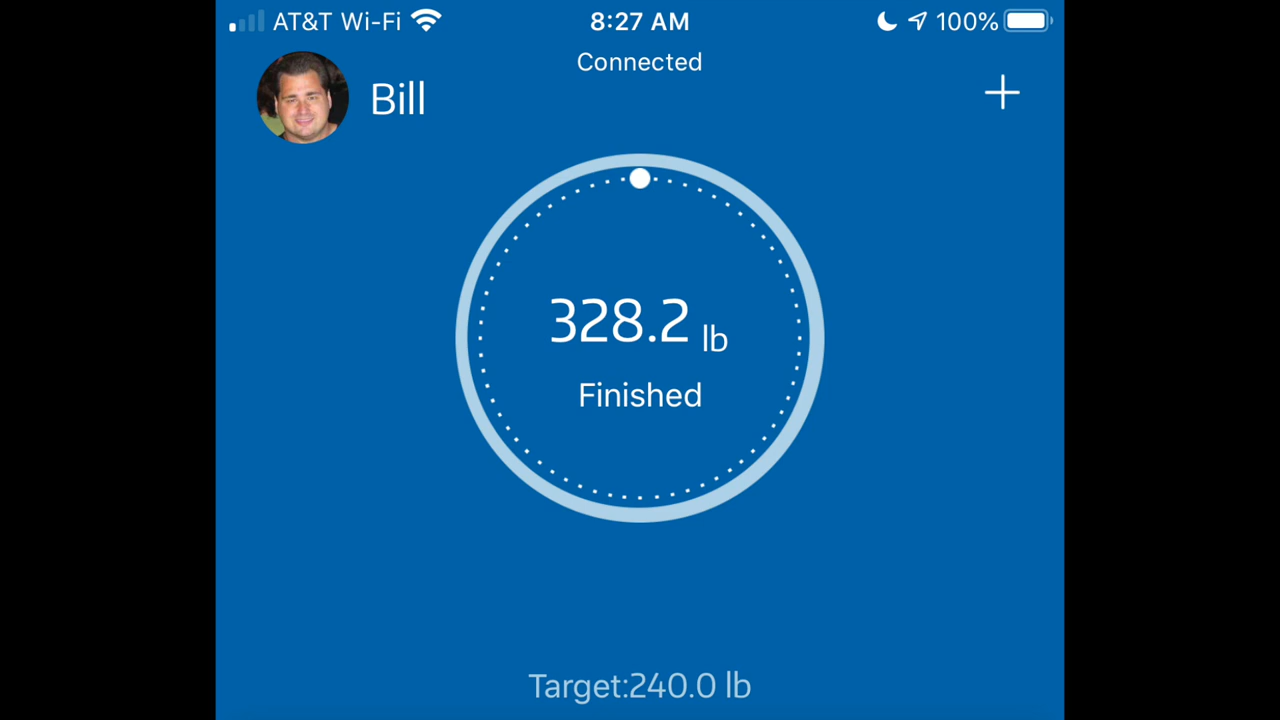 AT&T Wi-Fi 8:27 AM 100%
Connected
Bill
328.2 lb
Finished
Target:240.0 lb